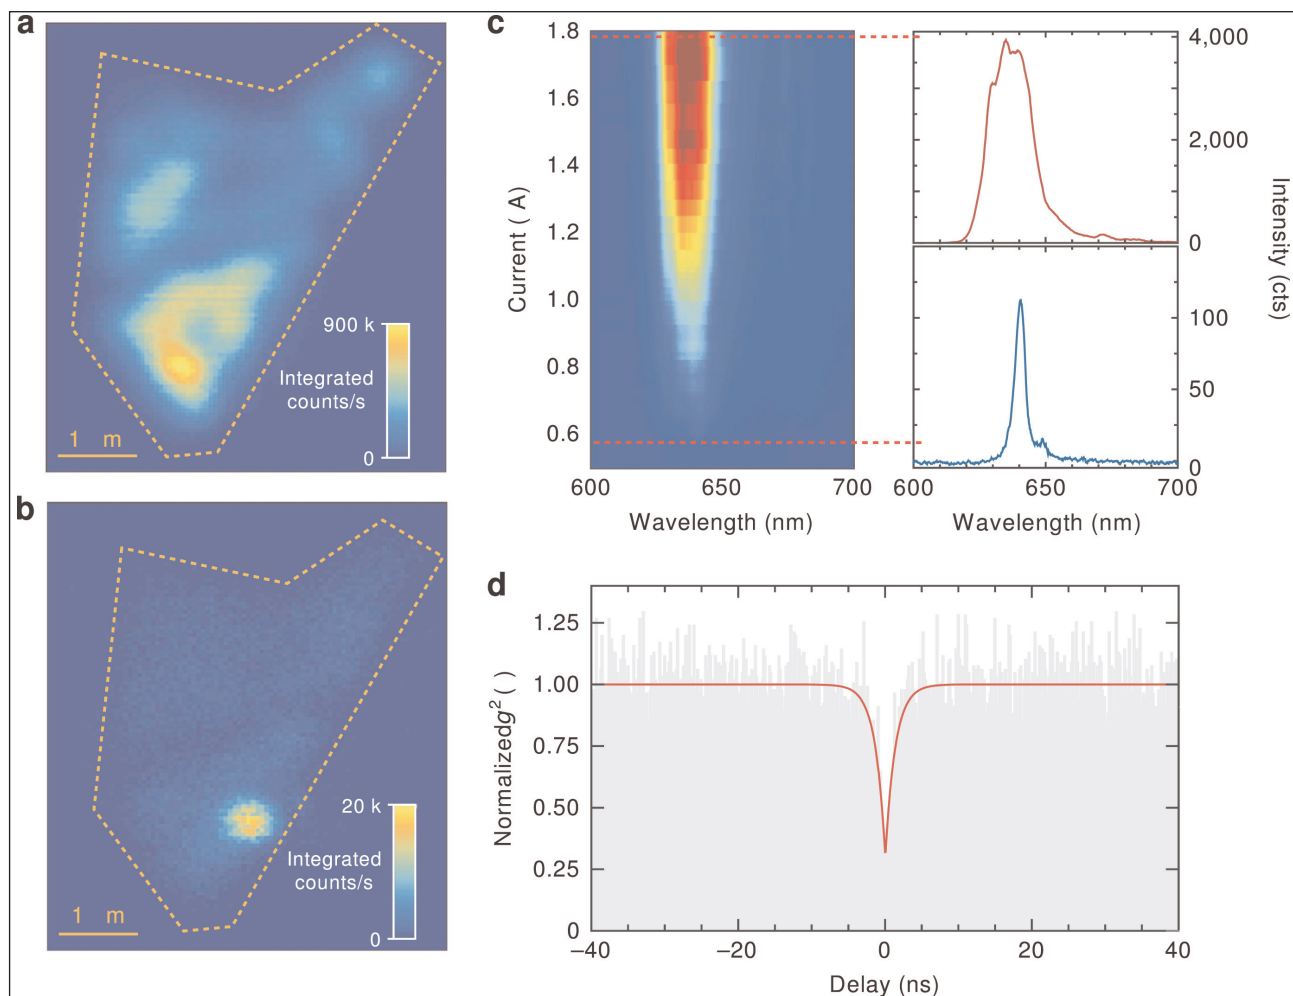 a
900 k
Integrated
counts/s
0
1 m
b
20 k
Integrated
counts/s
0
1 m
c
1.8
1.6
1.4
1.2
1.0
0.8
0.6
Current ( A)
600
650
700
Wavelength (nm)
4,000
2,000
0
100
50
0
Intensity (cts)
600
650
700
Wavelength (nm)
d
1.25
1.00
0.75
0.50
0.25
0
Normalizedg² ( )
−40
−20
0
20
40
Delay (ns)